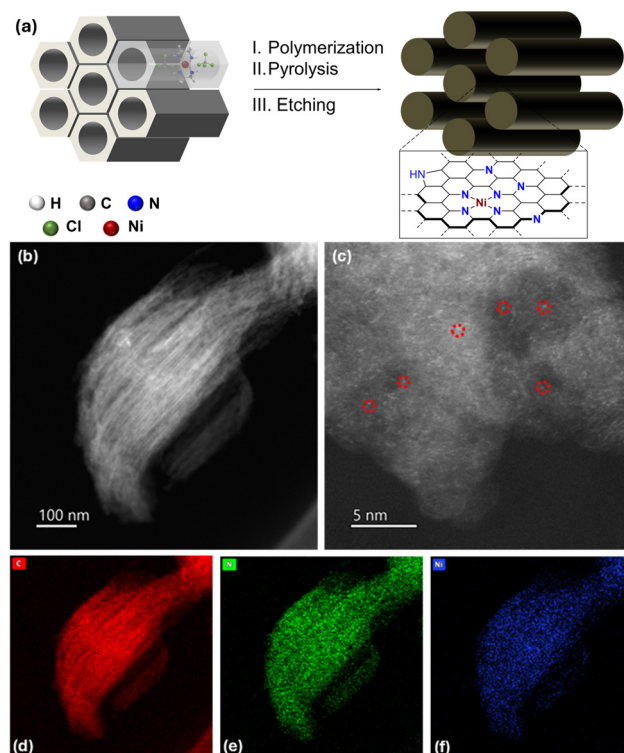 (a)
I. Polymerization
II.Pyrolysis
III. Etching
H C N
Cl Ni
HN N N
N N
Ni
N N
N
(b)
100 nm
(c)
5 nm
C
(d)
N
(e)
Ni
(f)